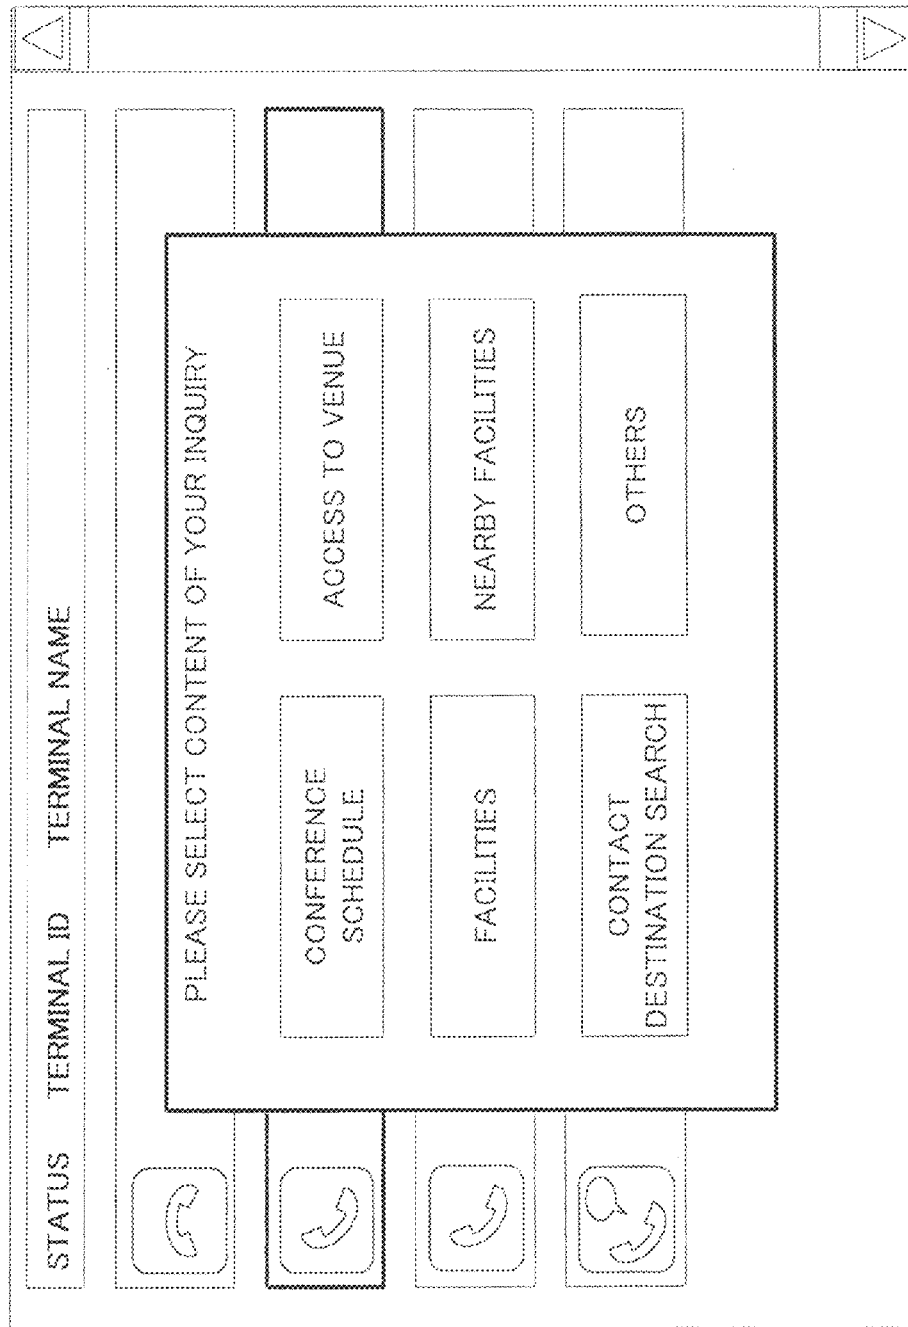 STATUS TERMINAL ID TERMINAL NAME
PLEASE SELECT CONTENT OF YOUR INQUIRY
CONFERENCE
SCHEDULE
ACCESS TO VENUE
FACILITIES
NEARBY FACILITIES
CONTACT
DESTINATION SEARCH
OTHERS